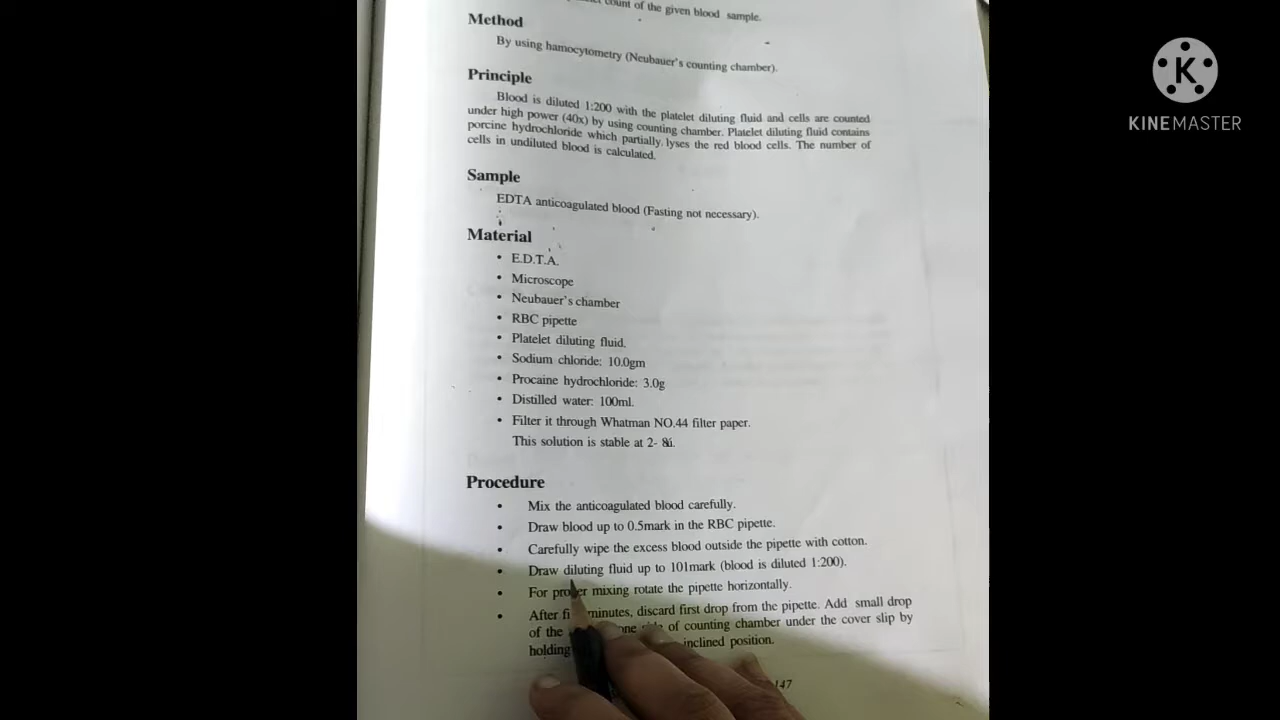 count of the given blood sample.
Method
By using hamocytometry (Neubauer's counting chamber).
Principle
Blood is diluted 1:200 with the platelet diluting fluid and cells are counted
under high power (40x) by using counting chamber. Platelet diluting fluid contains
porcine hydrochloride which partially. lyses the red blood cells. The number of
cells in undiluted blood is calculated.
Sample
EDTA anticoagulated blood (Fasting not necessary).
Material
• E.D.T.A.
• Microscope
• Neubauer's chamber
• RBC pipette
• Platelet diluting fluid.
• Sodium chloride: 10.0gm
• Procaine hydrochloride: 3.0g
• Distilled water: 100ml.
• Filter it through Whatman NO.44 filter paper.
This solution is stable at 2- 8i.
Procedure
• Mix the anticoagulated blood carefully.
• Draw blood up to 0.5mark in the RBC pipette.
• Carefully wipe the excess blood outside the pipette with cotton.
• Draw diluting fluid up to 101mark (blood is diluted 1:200).
• For proper mixing rotate the pipette horizontally.
• After minutes, discard first drop from the pipette. Add small drop
of the one of counting chamber under the cover slip by
holding inclined position.
147
K
KINEMASTER